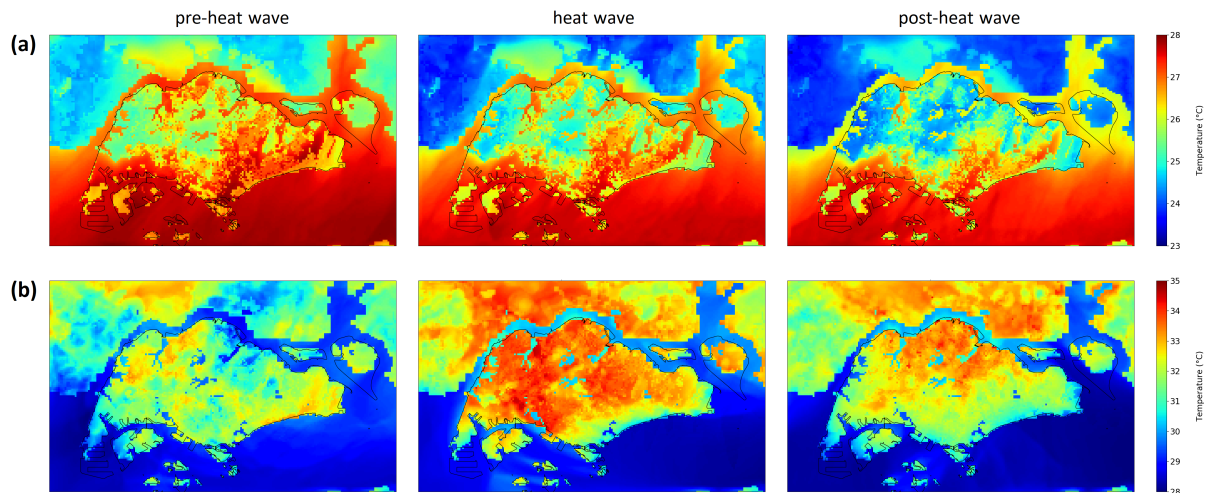 pre-heat wave
heat wave
post-heat wave
(a)
28
27
26
25
24
23
Temperature (°C)
(b)
35
34
33
32
31
30
29
28
Temperature (°C)